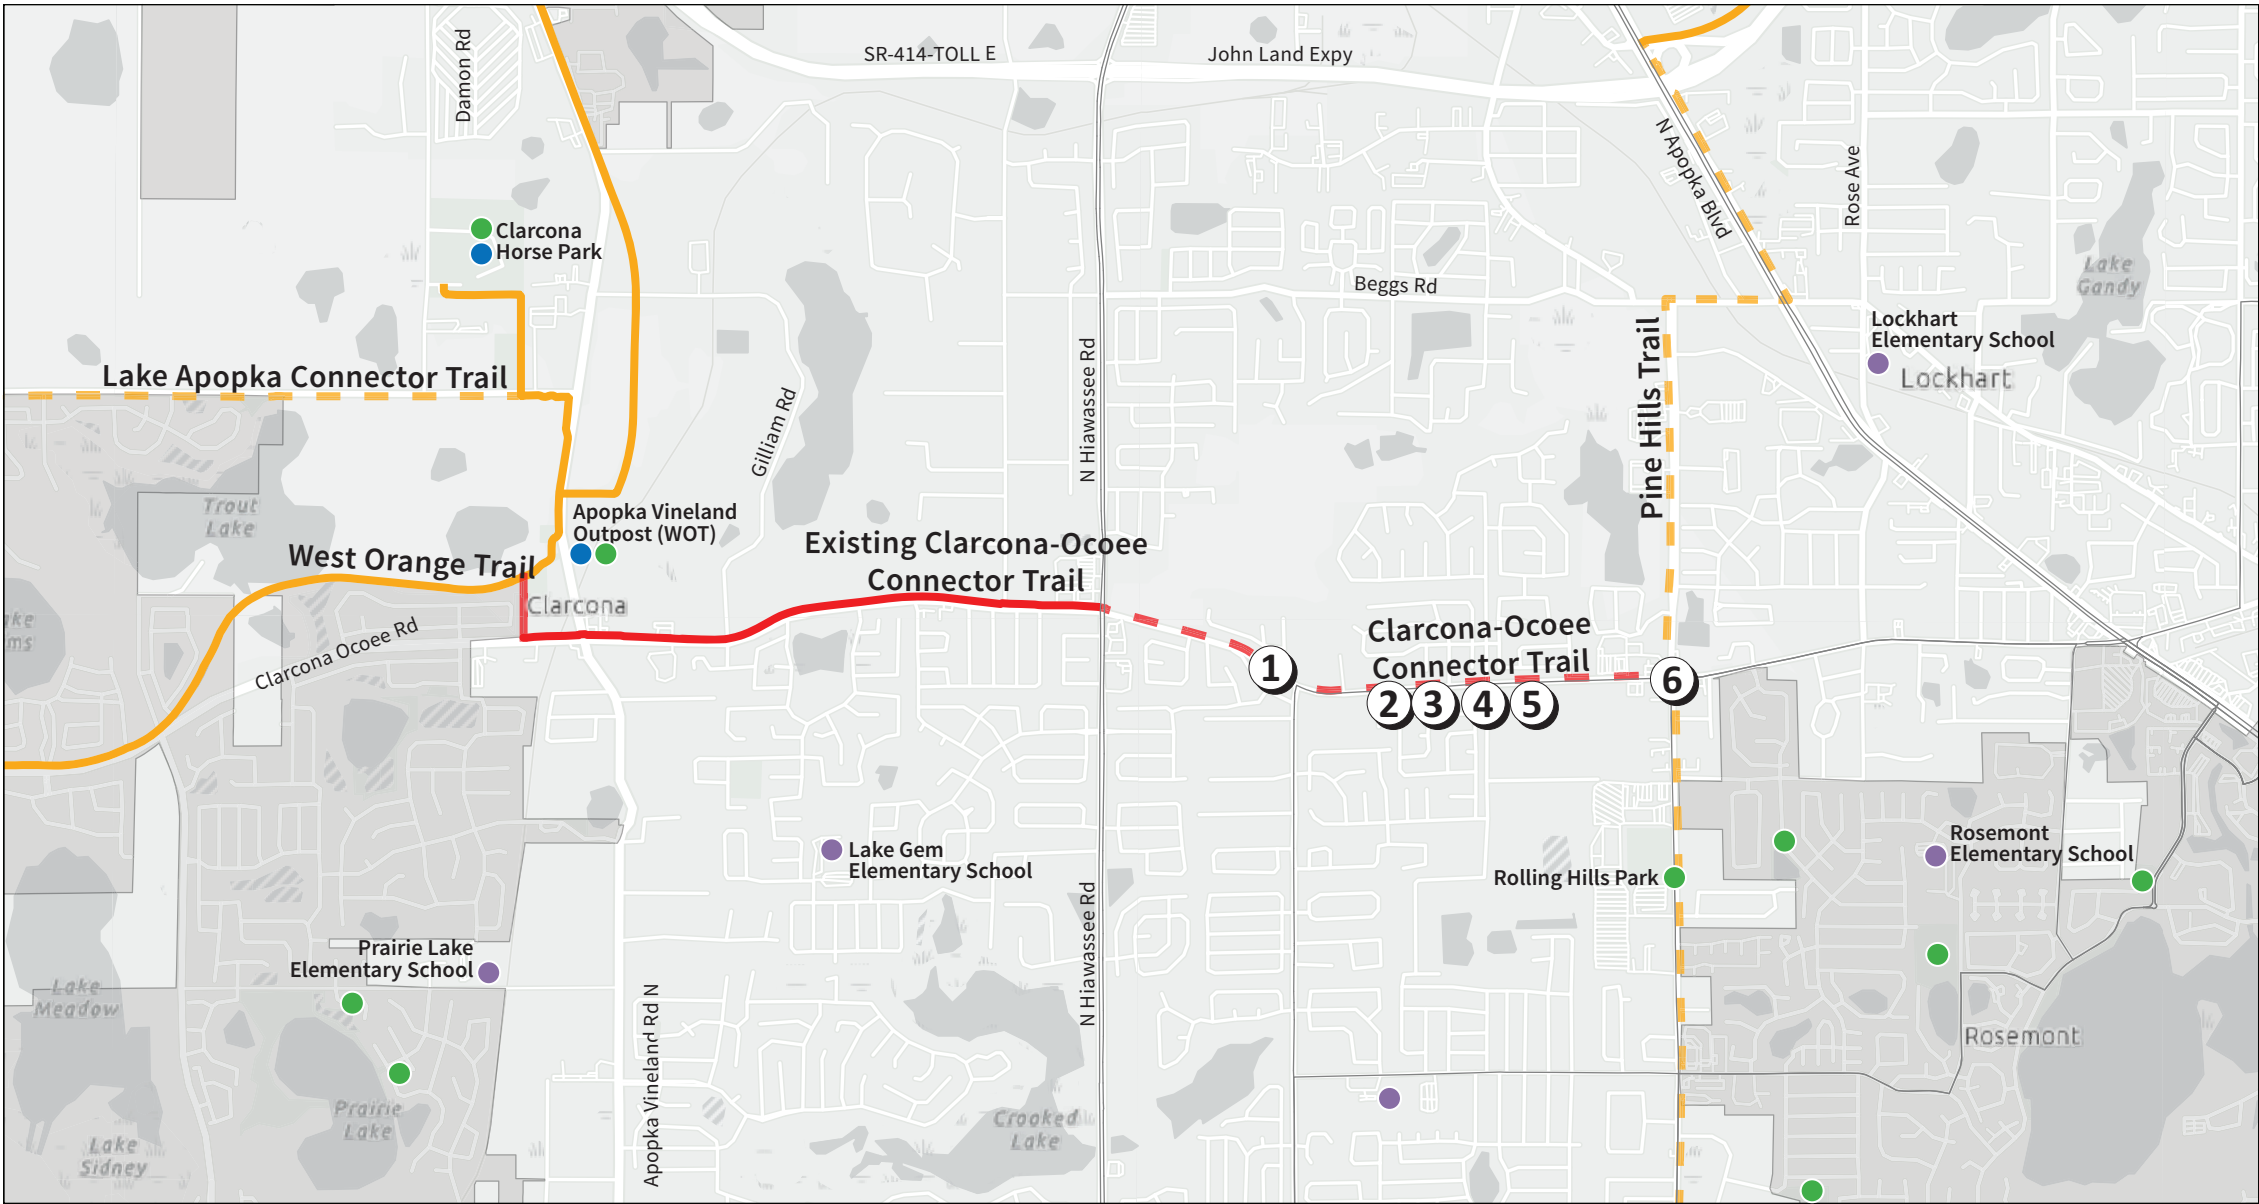 SR-414-TOLL E
John Land Expy
Damon Rd
N Apopka Blvd
Rose Ave
Clarcona
Horse Park
Lake
Gandy
Beggs Rd
Lockhart
Elementary School
Lockhart
Lake Apopka Connector Trail
N Hiawassee Rd
Pine Hills Trail
Gilliam Rd
Trout
Lake
Apopka Vineland
Outpost (WOT)
West Orange Trail
Existing Clarcona-Ocoee
Connector Trail
Clarcona
Clarcona Ocoee Rd
Clarcona-Ocoee
Connector Trail
1
2
3
4
5
6
Lake Gem
Elementary School
Rosemont
Elementary School
Rolling Hills Park
N Hiawassee Rd
Prairie Lake
Elementary School
Lake
Meadow
Apopka Vineland Rd N
Rosemont
Prairie
Lake
Crooked
Lake
Lake
Sidney